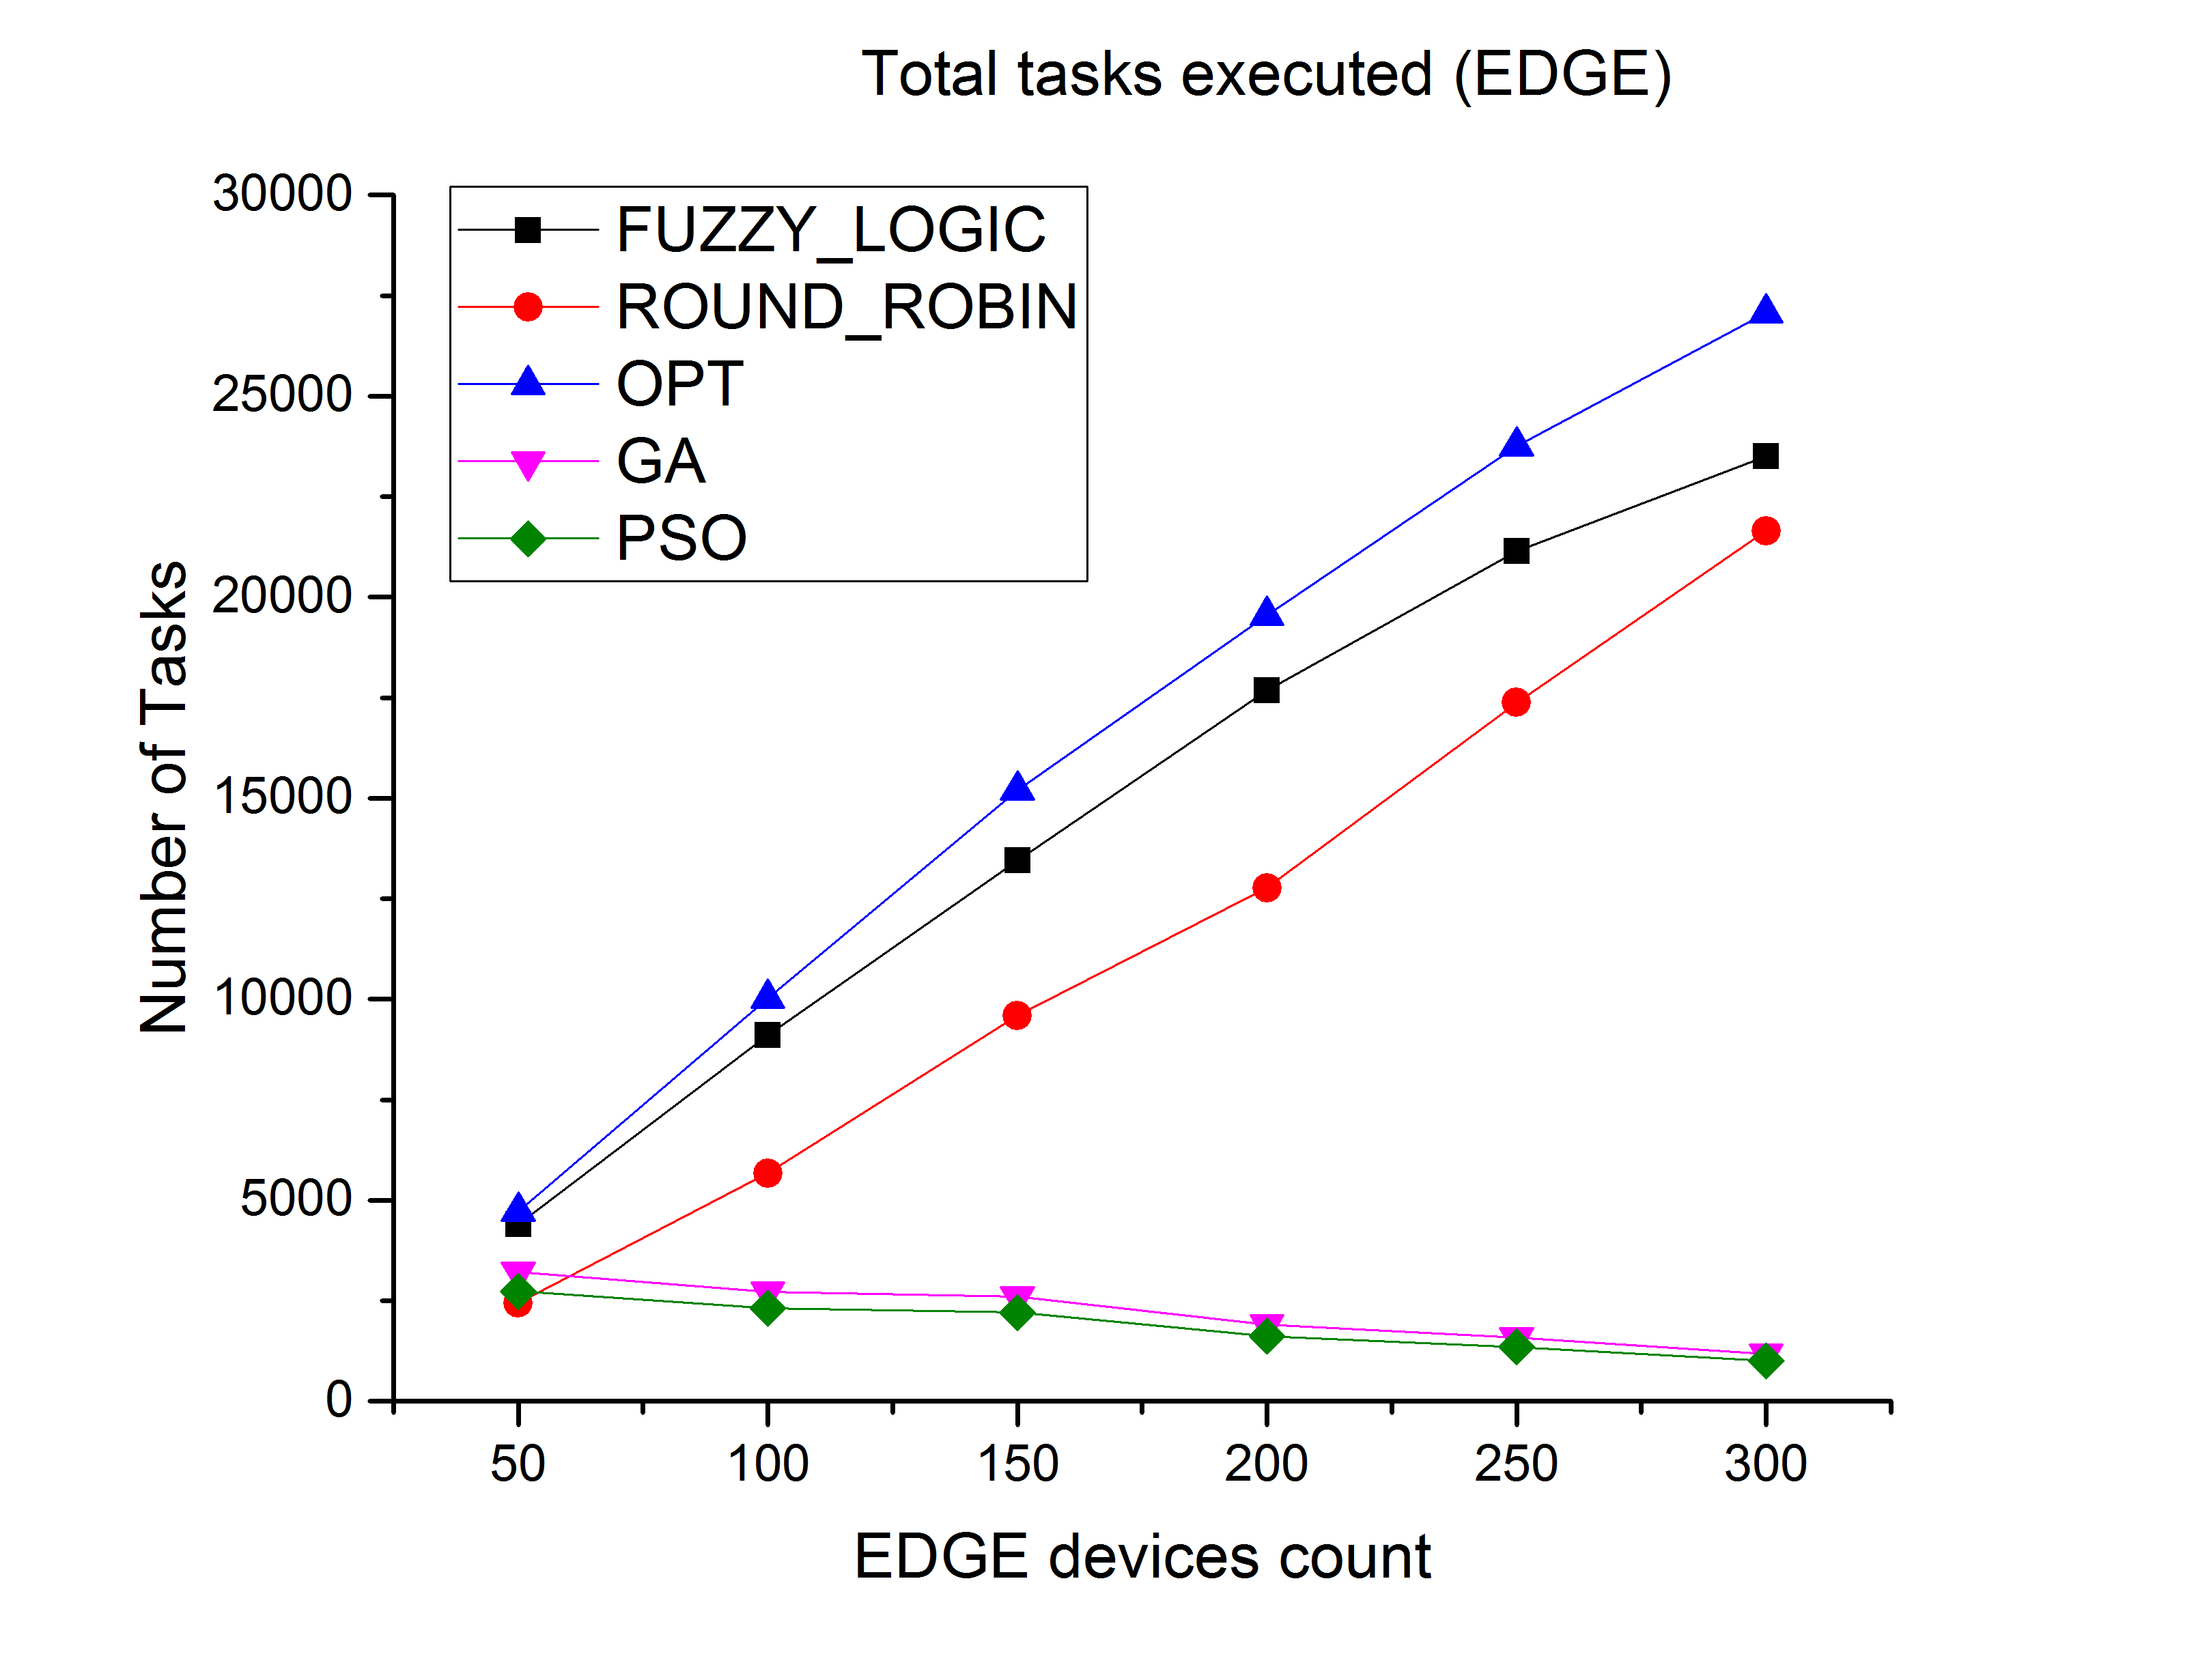 Total tasks executed (EDGE)
30000
25000
20000
15000
10000
5000
0
Number of Tasks
FUZZY_LOGIC
ROUND_ROBIN
OPT
GA
PSO
50 100 150 200 250 300
EDGE devices count